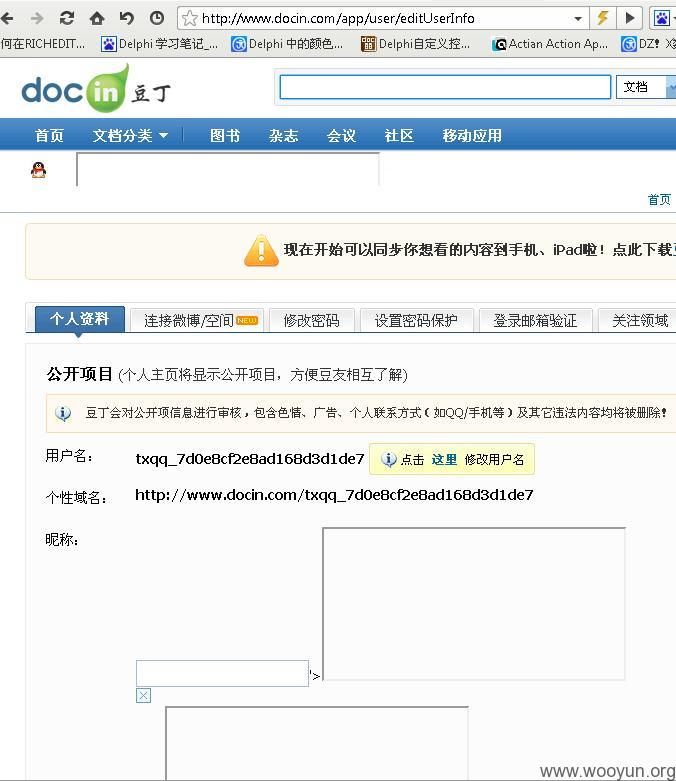 http://www.docin.com/app/user/editUserInfo
何在RICHEDIT... Delphi 学习笔记_... Delphi 中的颜色... Delphi自定义控... Actian Action Ap... DZ!
docin 豆丁 文档
首页 文档分类 图书 杂志 会议 社区 移动应用
首页
现在开始可以同步你想看的内容到手机、iPad啦！点此下载
个人资料 连接微博/空间 NEW 修改密码 设置密码保护 登录邮箱验证 关注领域
公开项目 (个人主页将显示公开项目，方便豆友相互了解)
豆丁会对公开项信息进行审核，包含色情、广告、个人联系方式（如QQ/手机等）及其它违法内容均将被删除！
用户名： txqq_7d0e8cf2e8ad168d3d1de7 点击 这里 修改用户名
个性域名： http://www.docin.com/txqq_7d0e8cf2e8ad168d3d1de7
昵称：
'>
www.wooyun.org